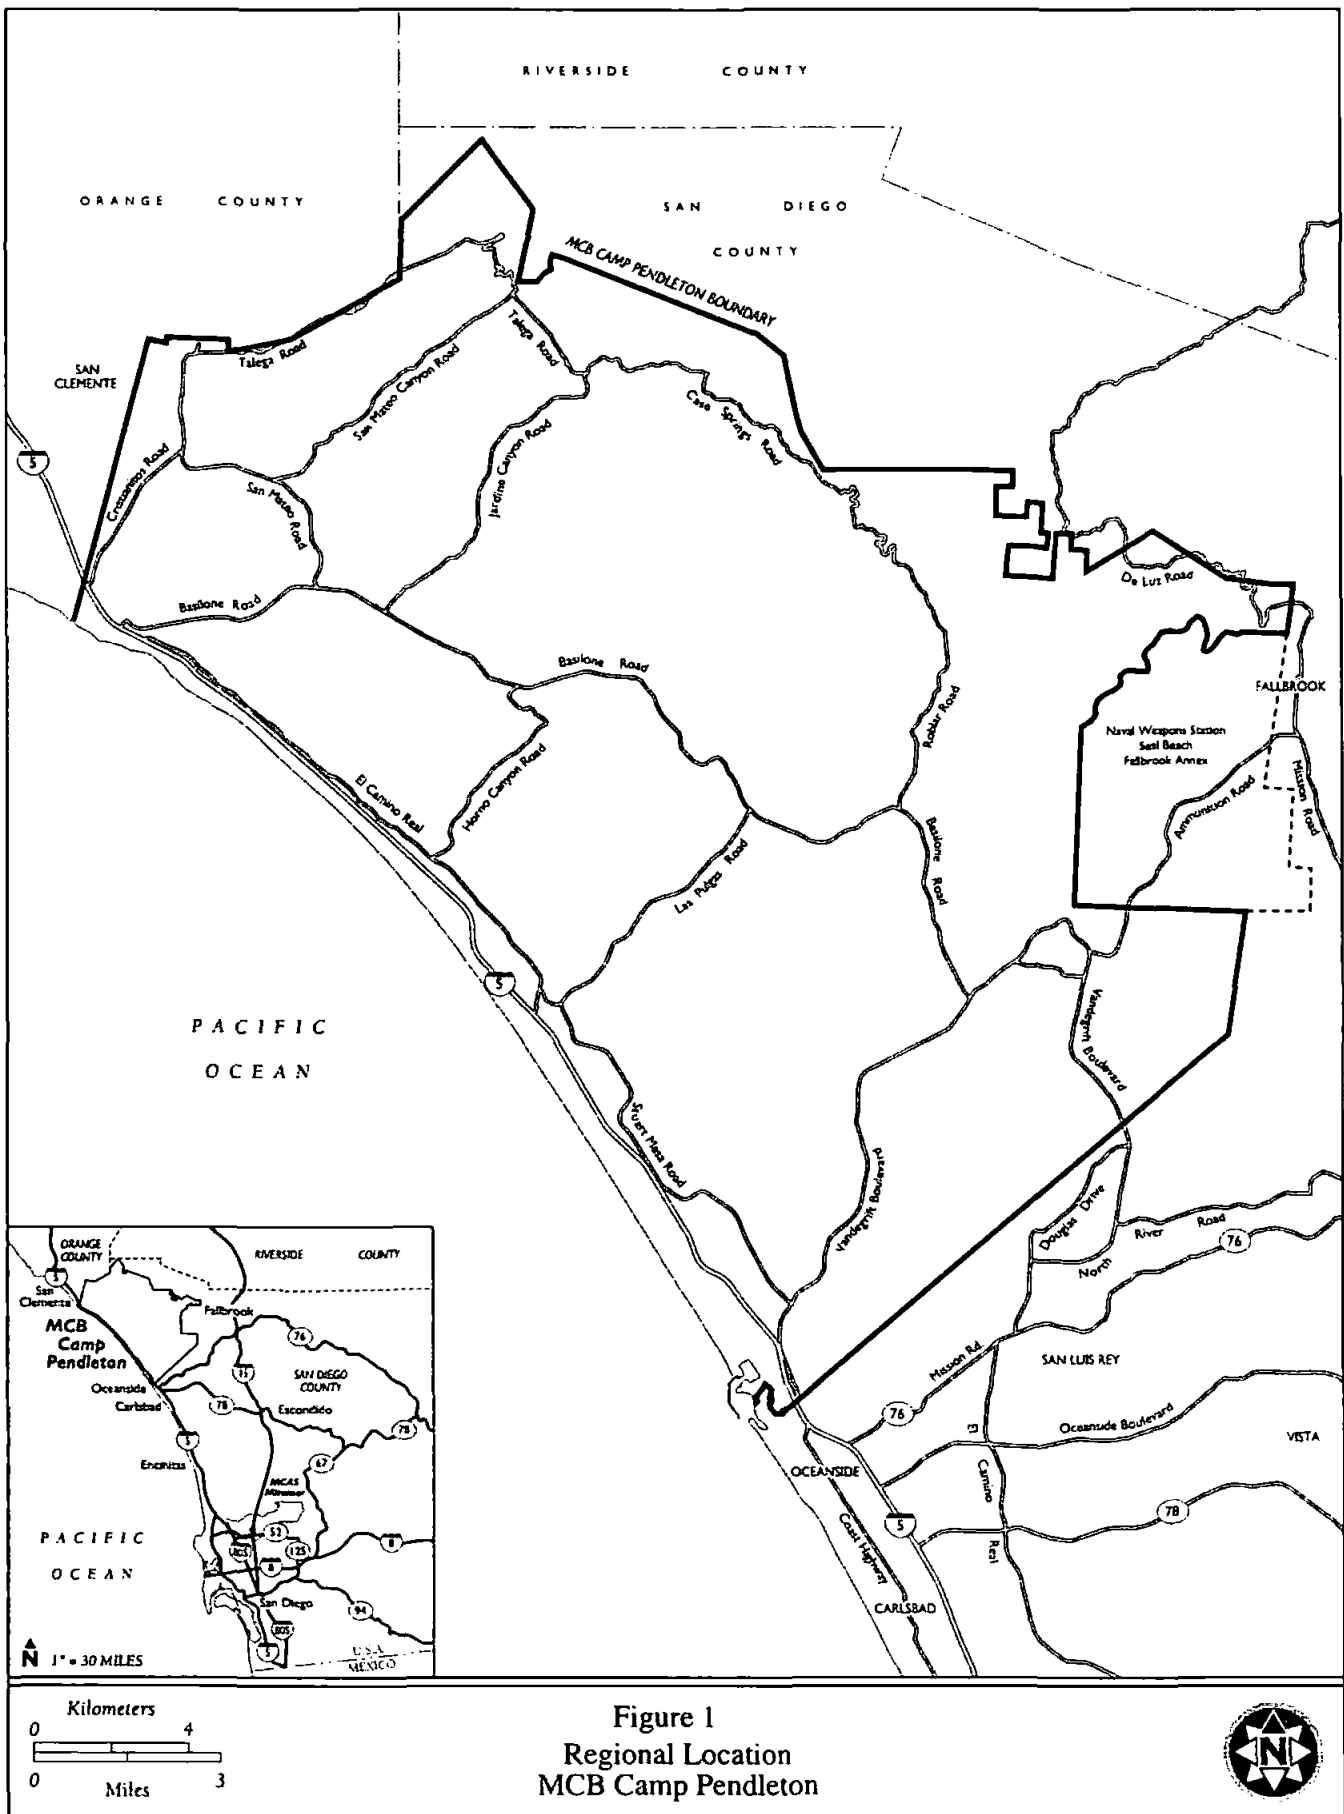 RIVERSIDE COUNTY
ORANGE COUNTY
SAN DIEGO
COUNTY
MCB CAMP PENDLETON BOUNDARY
SAN
CLEMENTE
Talega Road
Talega Road
San Mateo Canyon Road
Case Springs Road
Jardine Canyon Road
Cristianitos Road
San Mateo Road
5
Basilone Road
De Luz Road
Basilone Road
FALLBROOK
Roblar Road
Naval Weapons Station
Seal Beach
Fallbrook Annex
Ammunition Road
Mission Road
El Camino Real
Horno Canyon Road
Las Pulgas Road
Basilone Road
5
PACIFIC
OCEAN
Vandegrift Boulevard
Stuart Mesa Road
Vandegrift Boulevard
Douglas Drive
North River Road
76
Mission Rd.
SAN LUIS REY
76
El Camino Real
Oceanside Boulevard
VISTA
OCEANSIDE
5
78
Coast Highway
CARLSBAD
ORANGE
COUNTY
RIVERSIDE COUNTY
5
San
Clemente
Fallbrook
MCB
Camp
Pendleton
76
15
SAN DIEGO
COUNTY
Oceanside
Carlsbad
78
Escondido
78
5
Encinitas
67
MCAS
Miramar
PACIFIC
OCEAN
52
805
125
8
8
San Diego
94
805
5
U.S.A.
MEXICO
N 1" = 30 MILES
Kilometers
0 4
0 3
Miles
Figure 1
Regional Location
MCB Camp Pendleton
N